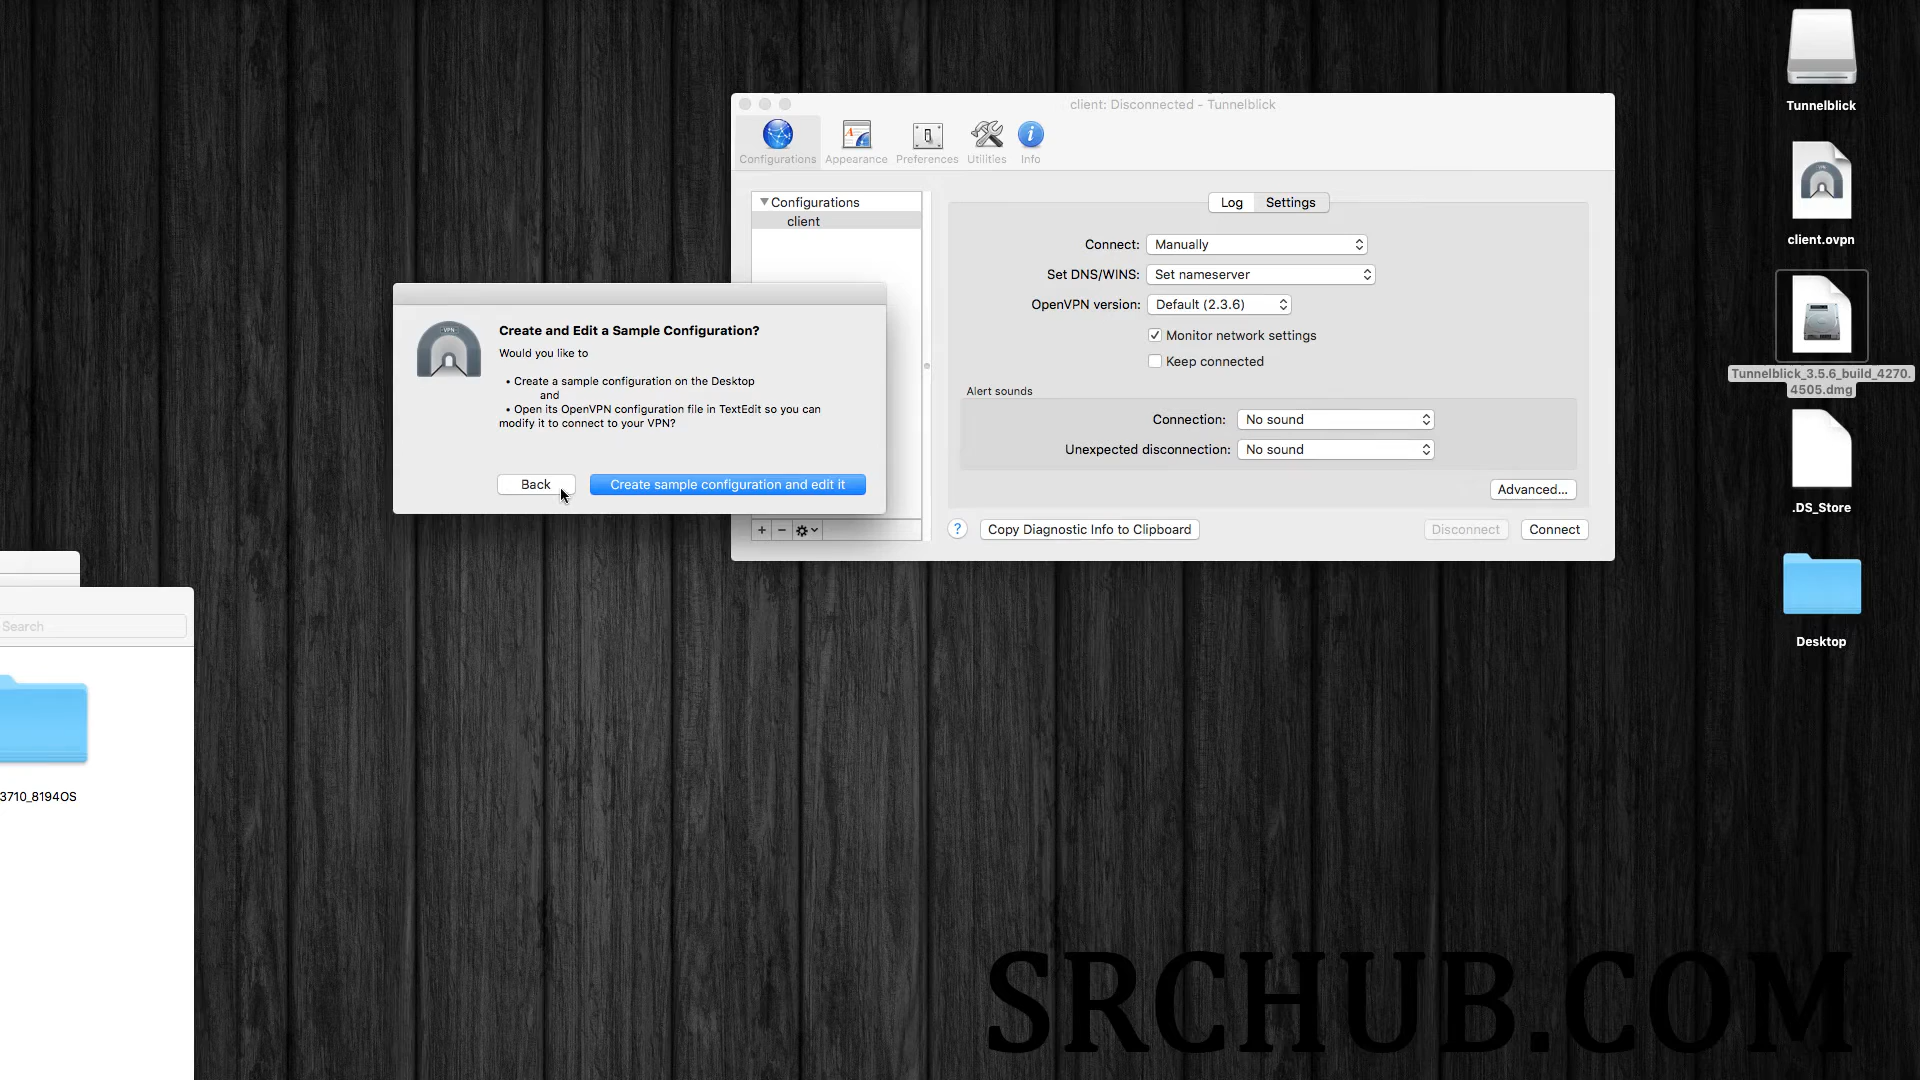 client: Disconnected - Tunnelblick
Configurations
Appearance
Preferences
Utilities
Info
Configurations
client
Log
Settings
Connect:
Manually
Set DNS/WINS:
Set nameserver
OpenVPN version:
Default (2.3.6)
Monitor network settings
Keep connected
Alert sounds
Connection:
No sound
Unexpected disconnection:
No sound
Advanced...
+
-
?
Copy Diagnostic Info to Clipboard
Disconnect
Connect
VPN
Create and Edit a Sample Configuration?
Would you like to
• Create a sample configuration on the Desktop
and
• Open its OpenVPN configuration file in TextEdit so you can
modify it to connect to your VPN?
Back
Create sample configuration and edit it
Search
3710_8194OS
Tunnelblick
VPN
client.ovpn
Tunnelblick_3.5.6_build_4270.
4505.dmg
.DS_Store
Desktop
SRCHUB.COM